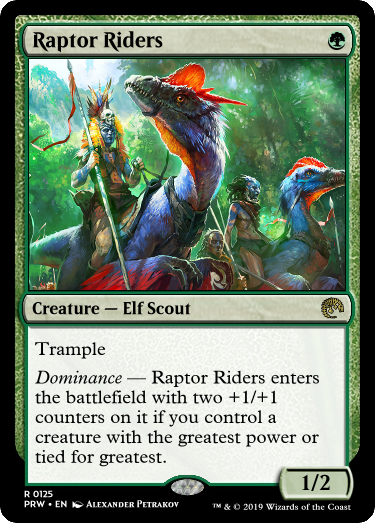 Raptor Riders
Creature — Elf Scout
Trample
Dominance — Raptor Riders enters
the battlefield with two +1/+1
counters on it if you control a
creature with the greatest power or
tied for greatest.
1/2
R 0125
PRW • EN Alexander Petrakov
™ & © 2019 Wizards of the Coast